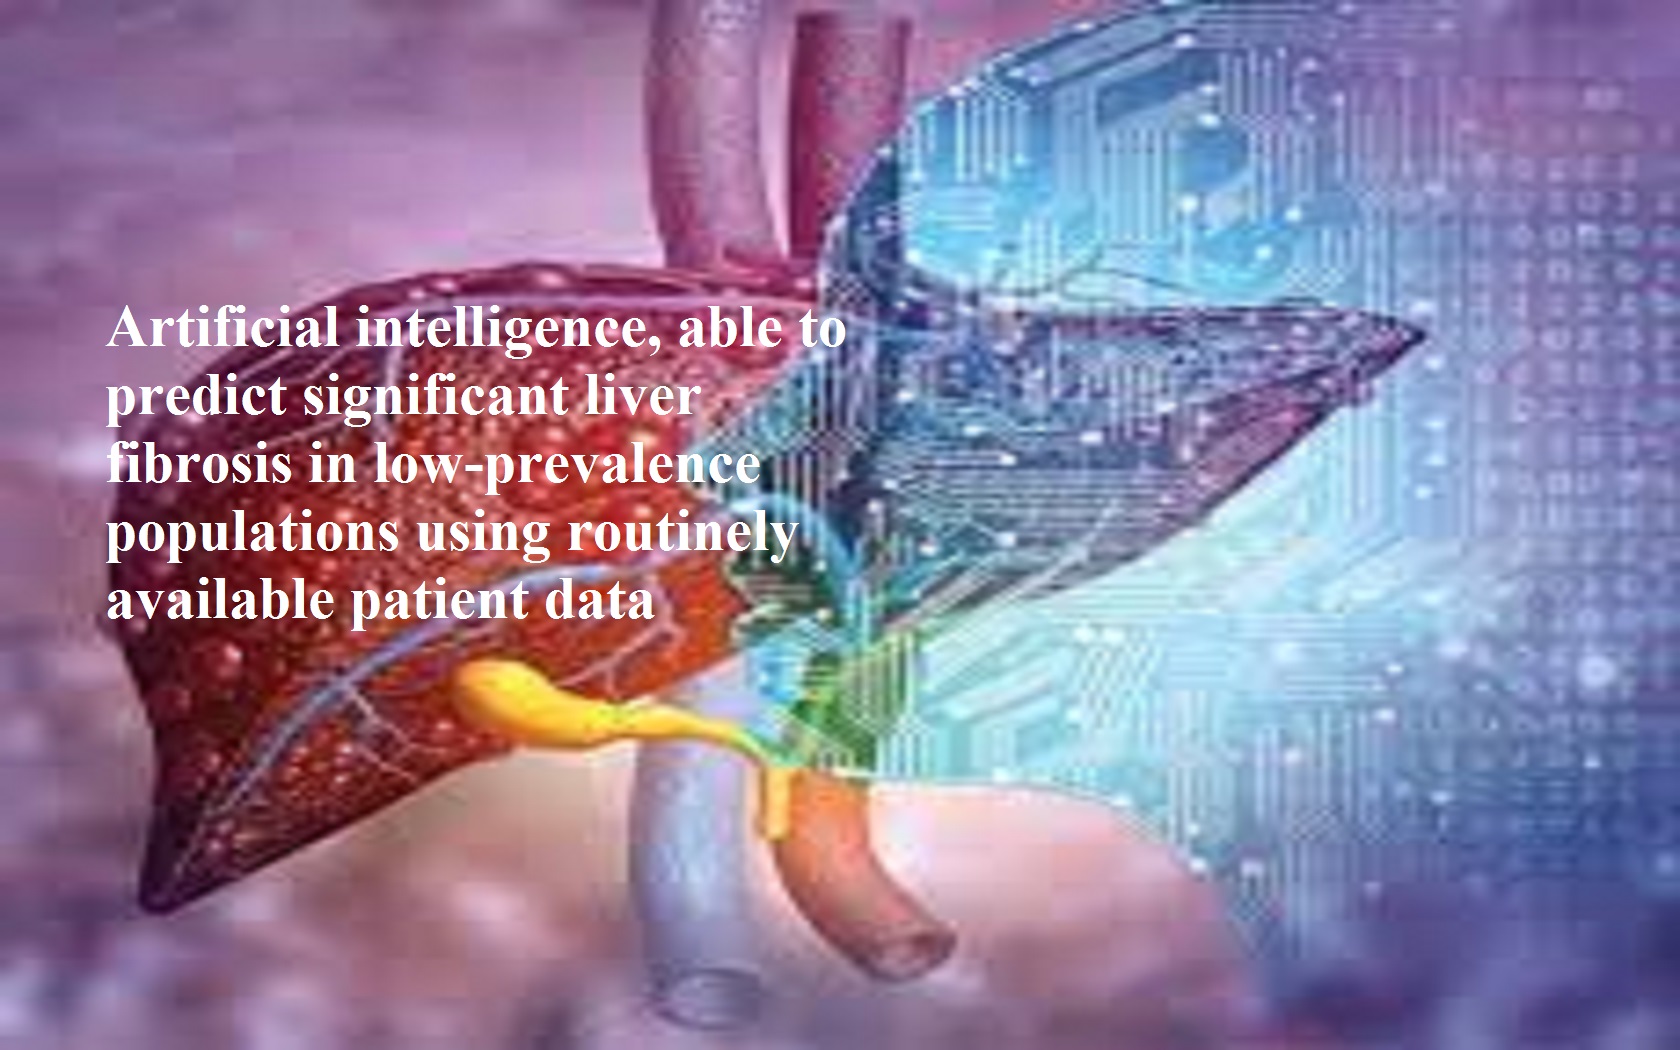 Artificial intelligence, able to
predict significant liver
fibrosis in low-prevalence
populations using routinely
available patient data